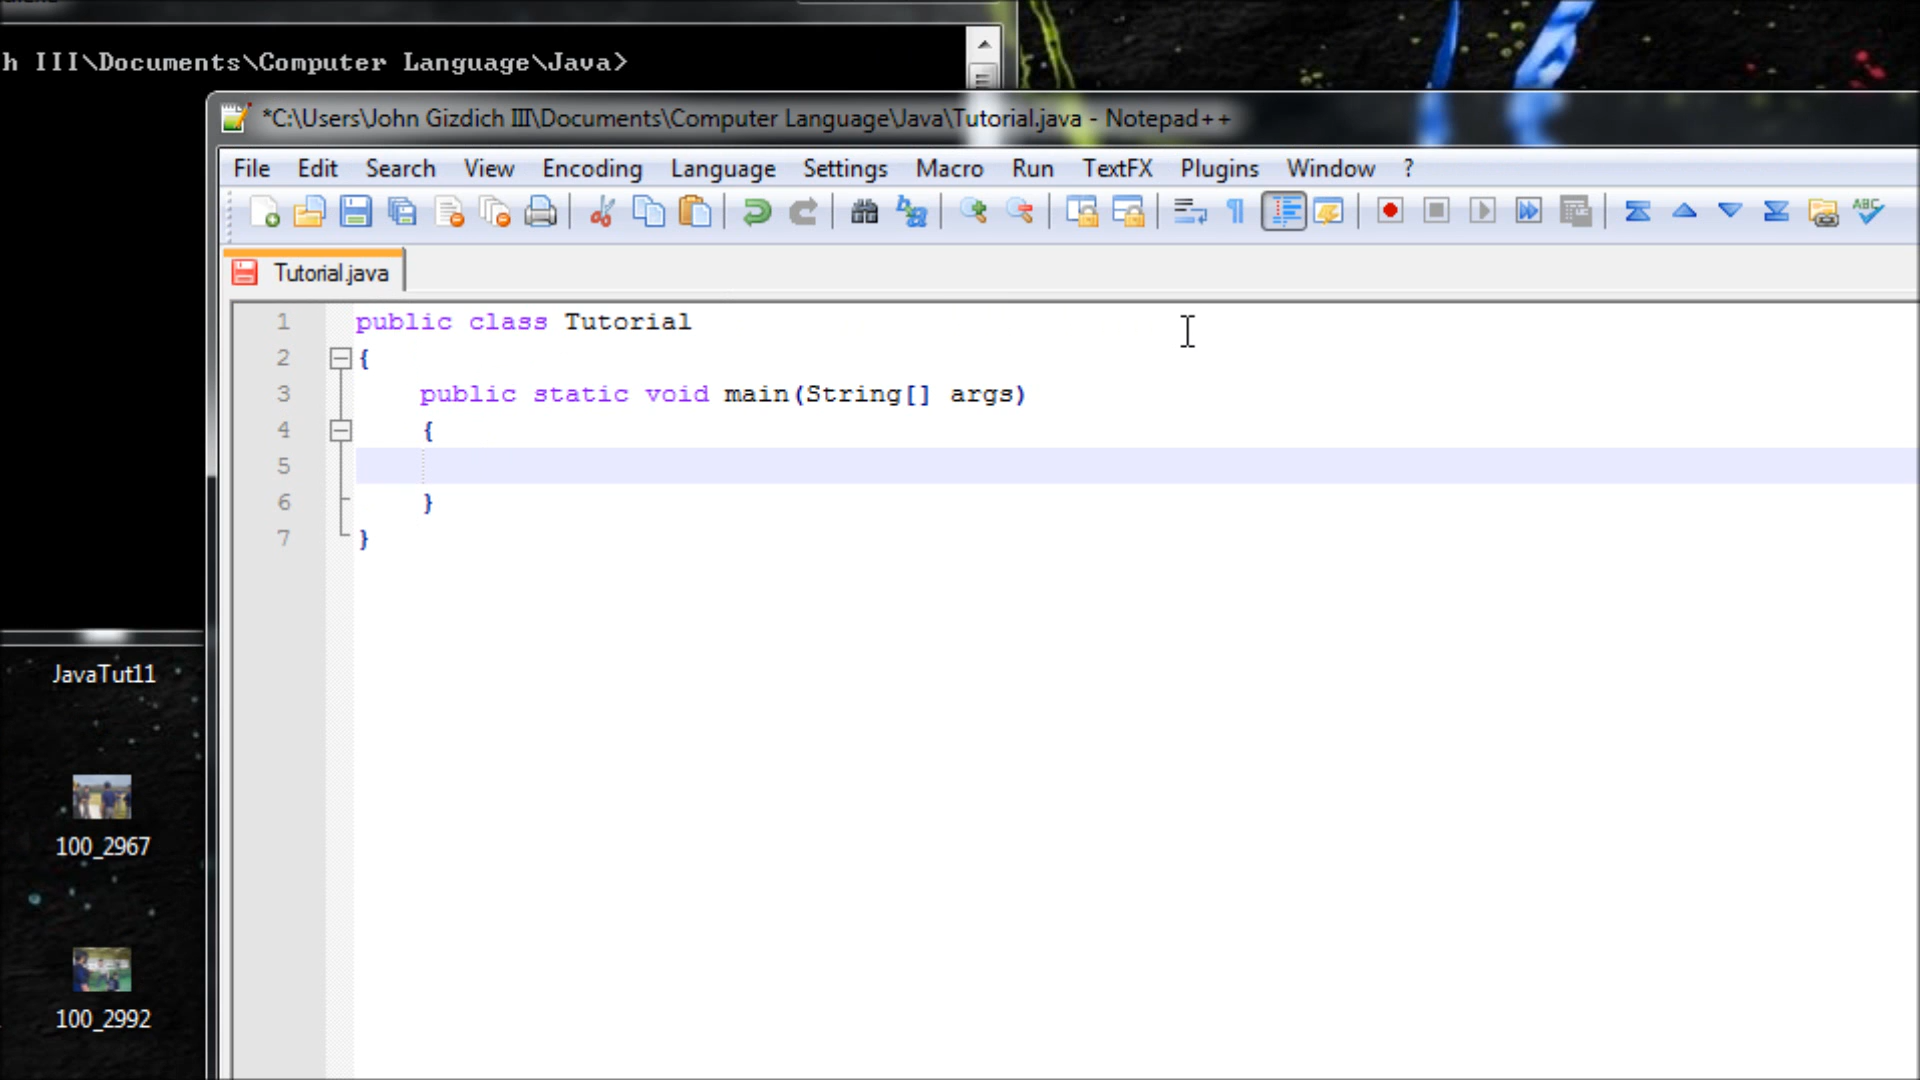 h III\Documents\Computer Language\Java>
*C:\Users\John Gizdich III\Documents\Computer Language\Java\Tutorial.java - Notepad++
File Edit Search View Encoding Language Settings Macro Run TextFX Plugins Window ?
ABC
Tutorial.java
1 public class Tutorial
2 {
3 public static void main(String[] args)
4 {
5
6 }
7 }
JavaTut11
100_2967
100_2992